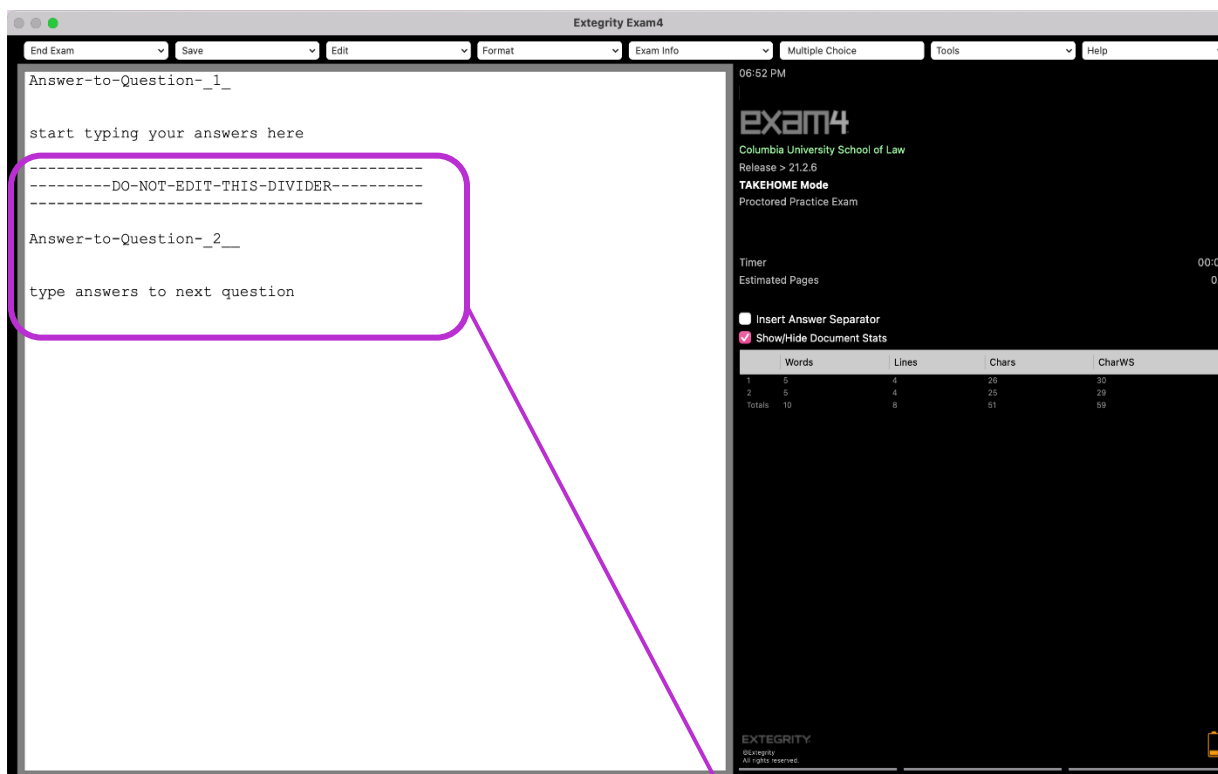 Extegrity Exam4
End Exam Save Edit Format Exam Info Multiple Choice Tools Help
Answer-to-Question-_1_
start typing your answers here
-------------------------------------------
---------DO-NOT-EDIT-THIS-DIVIDER----------
-------------------------------------------
Answer-to-Question-_2__
type answers to next question
06:52 PM
exam4
Columbia University School of Law
Release > 21.2.6
TAKEHOME Mode
Proctored Practice Exam
Timer 00:0
Estimated Pages 0.
Insert Answer Separator
Show/Hide Document Stats
Words Lines Chars CharWS
1 5 4 26 30
2 5 4 25 29
Totals 10 8 51 59
EXTEGRITY
©Extegrity
All rights reserved.